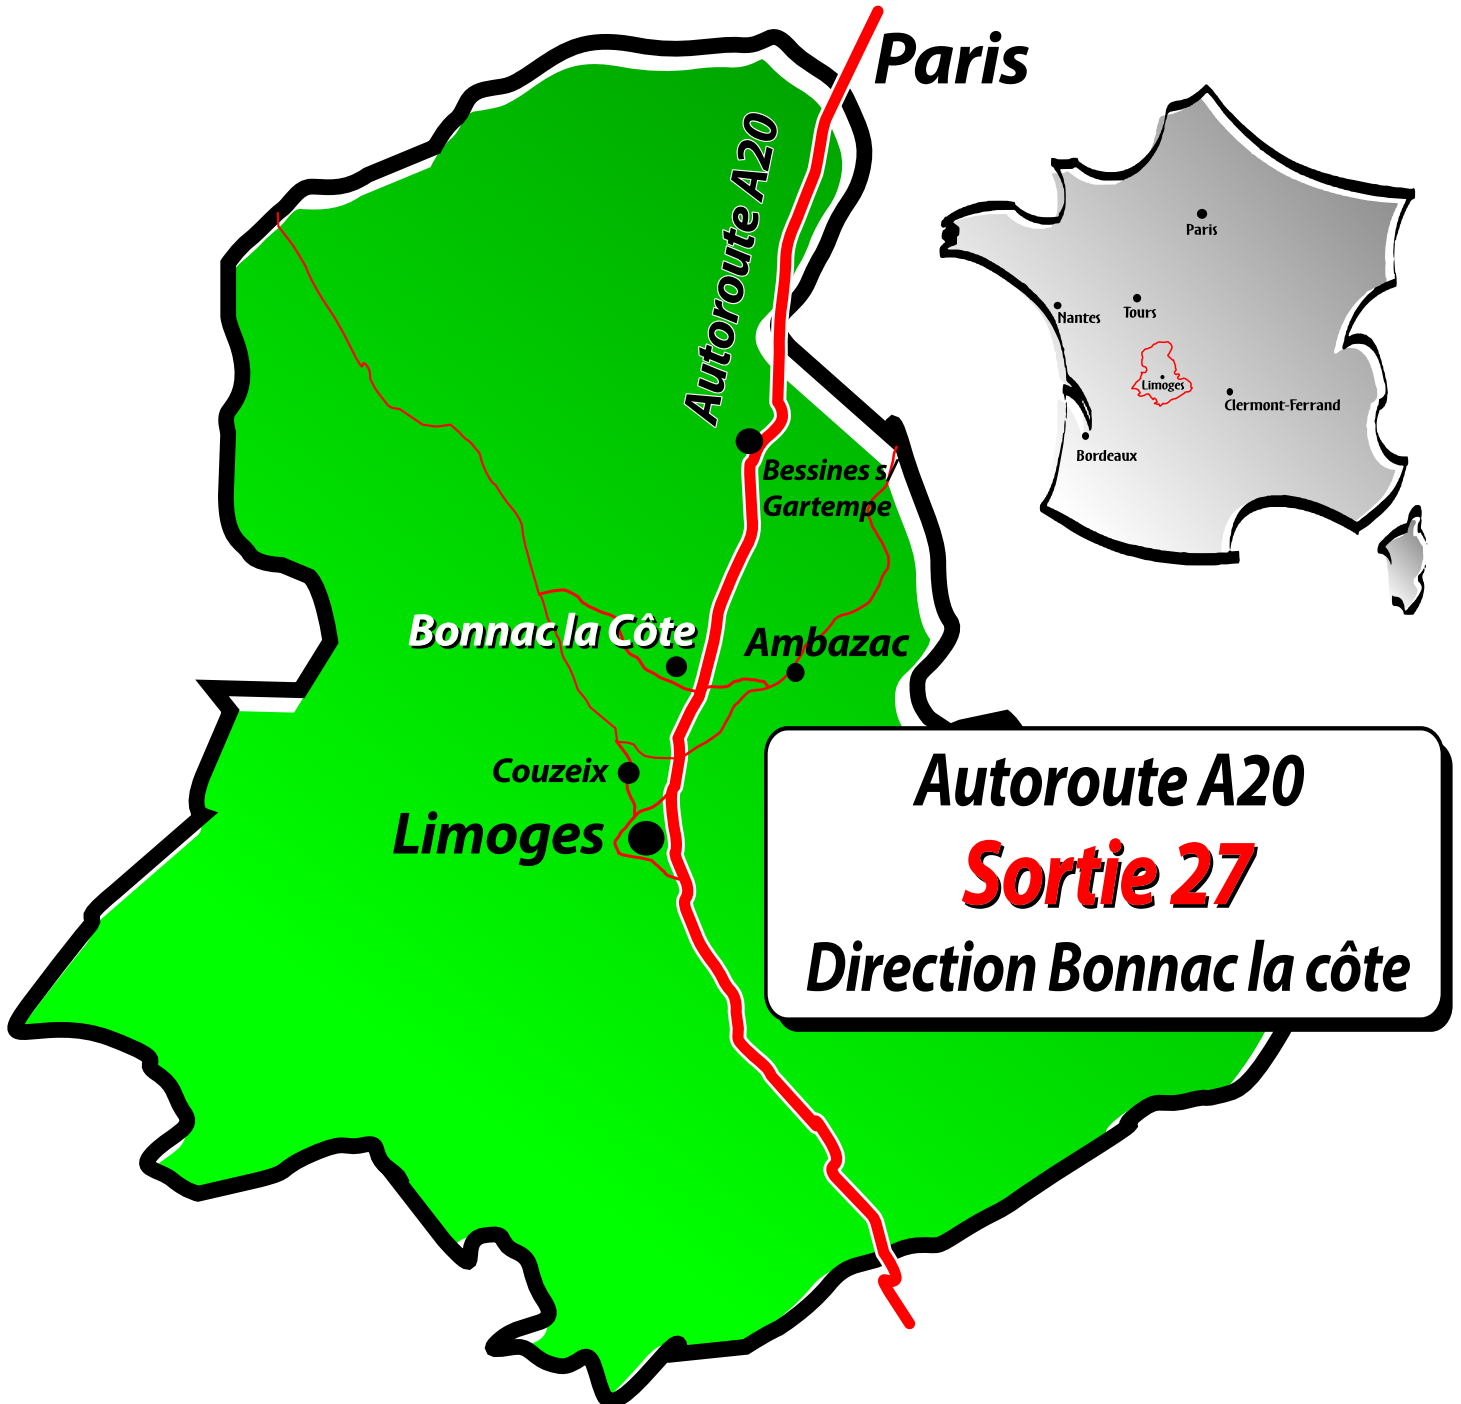 Paris
Autoroute A20
Bessines s/
Gartempe
Bonnac la Côte
Ambazac
Couzeix
Limoges
Paris
Nantes
Tours
Limoges
Clermont-Ferrand
Bordeaux
Autoroute A20
Sortie 27
Direction Bonnac la côte